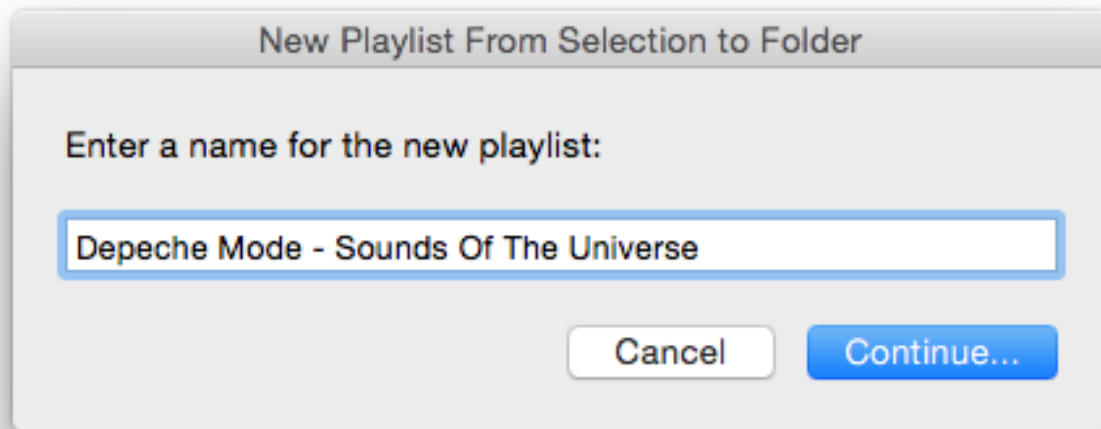 New Playlist From Selection to Folder
Enter a name for the new playlist:
Depeche Mode - Sounds Of The Universe
Cancel
Continue...